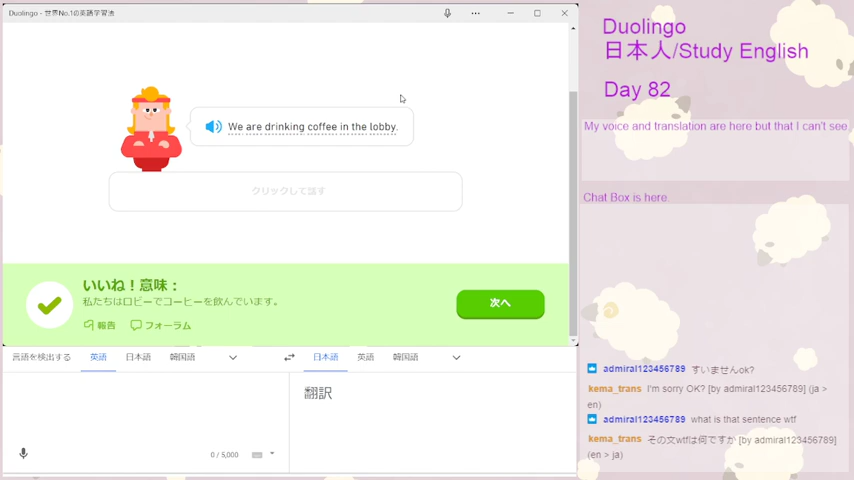 Duolingo - 世界No.1の英語学習法
We are drinking coffee in the lobby.
クリックして話す
いいね！意味：
私たちはロビーでコーヒーを飲んでいます。
報告 フォーラム
次へ
言語を検出する 英語 日本語 韓国語
日本語 英語 韓国語
翻訳
0 / 5,000
Duolingo
日本人/Study English
Day 82
My voice and translation are here but that I can't see.
Chat Box is here.
admiral123456789 すいませんok?
kema_trans I'm sorry OK? [by admiral123456789] (ja >
en)
admiral123456789 what is that sentence wtf
kema_trans その文wtfは何ですか [by admiral123456789]
(en > ja)